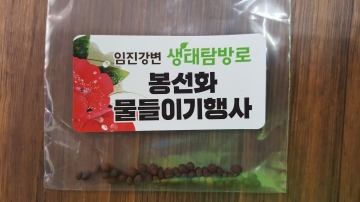 임진강변 생태탐방로
봉선화
물들이기행사